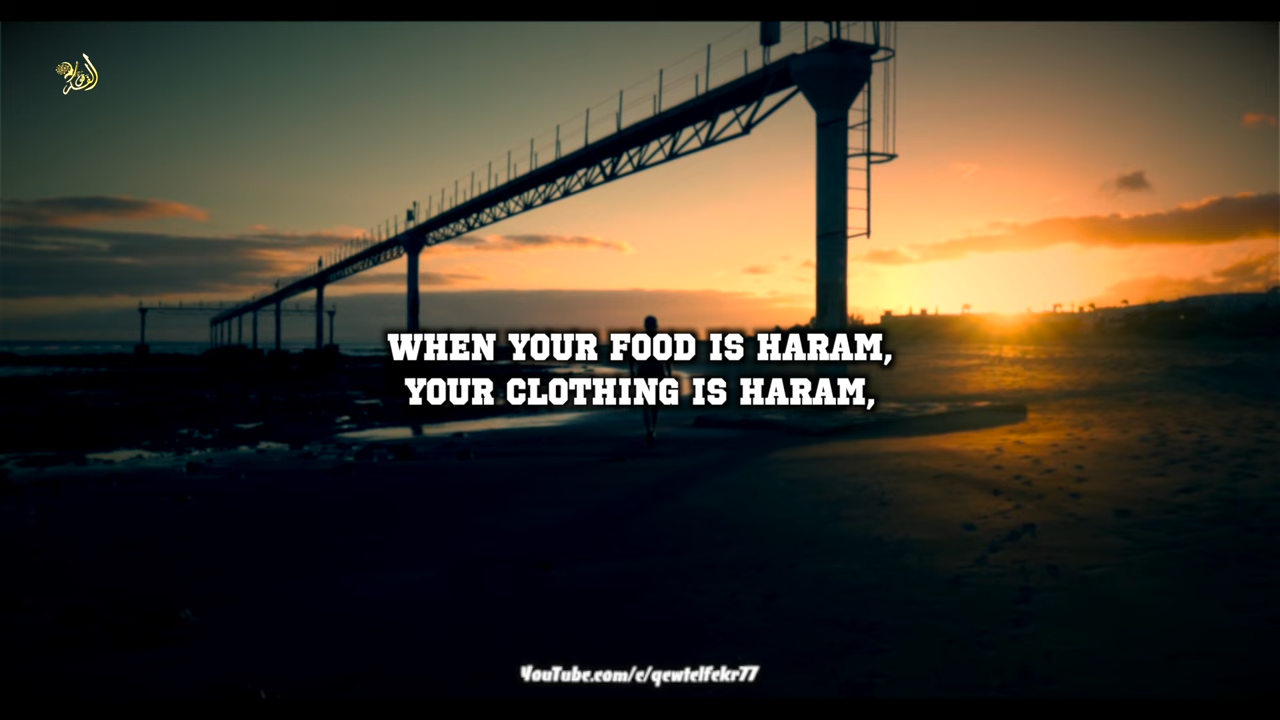 WHEN YOUR FOOD IS HARAM,
YOUR CLOTHING IS HARAM,
YouTube.com/c/qewtelfekr77